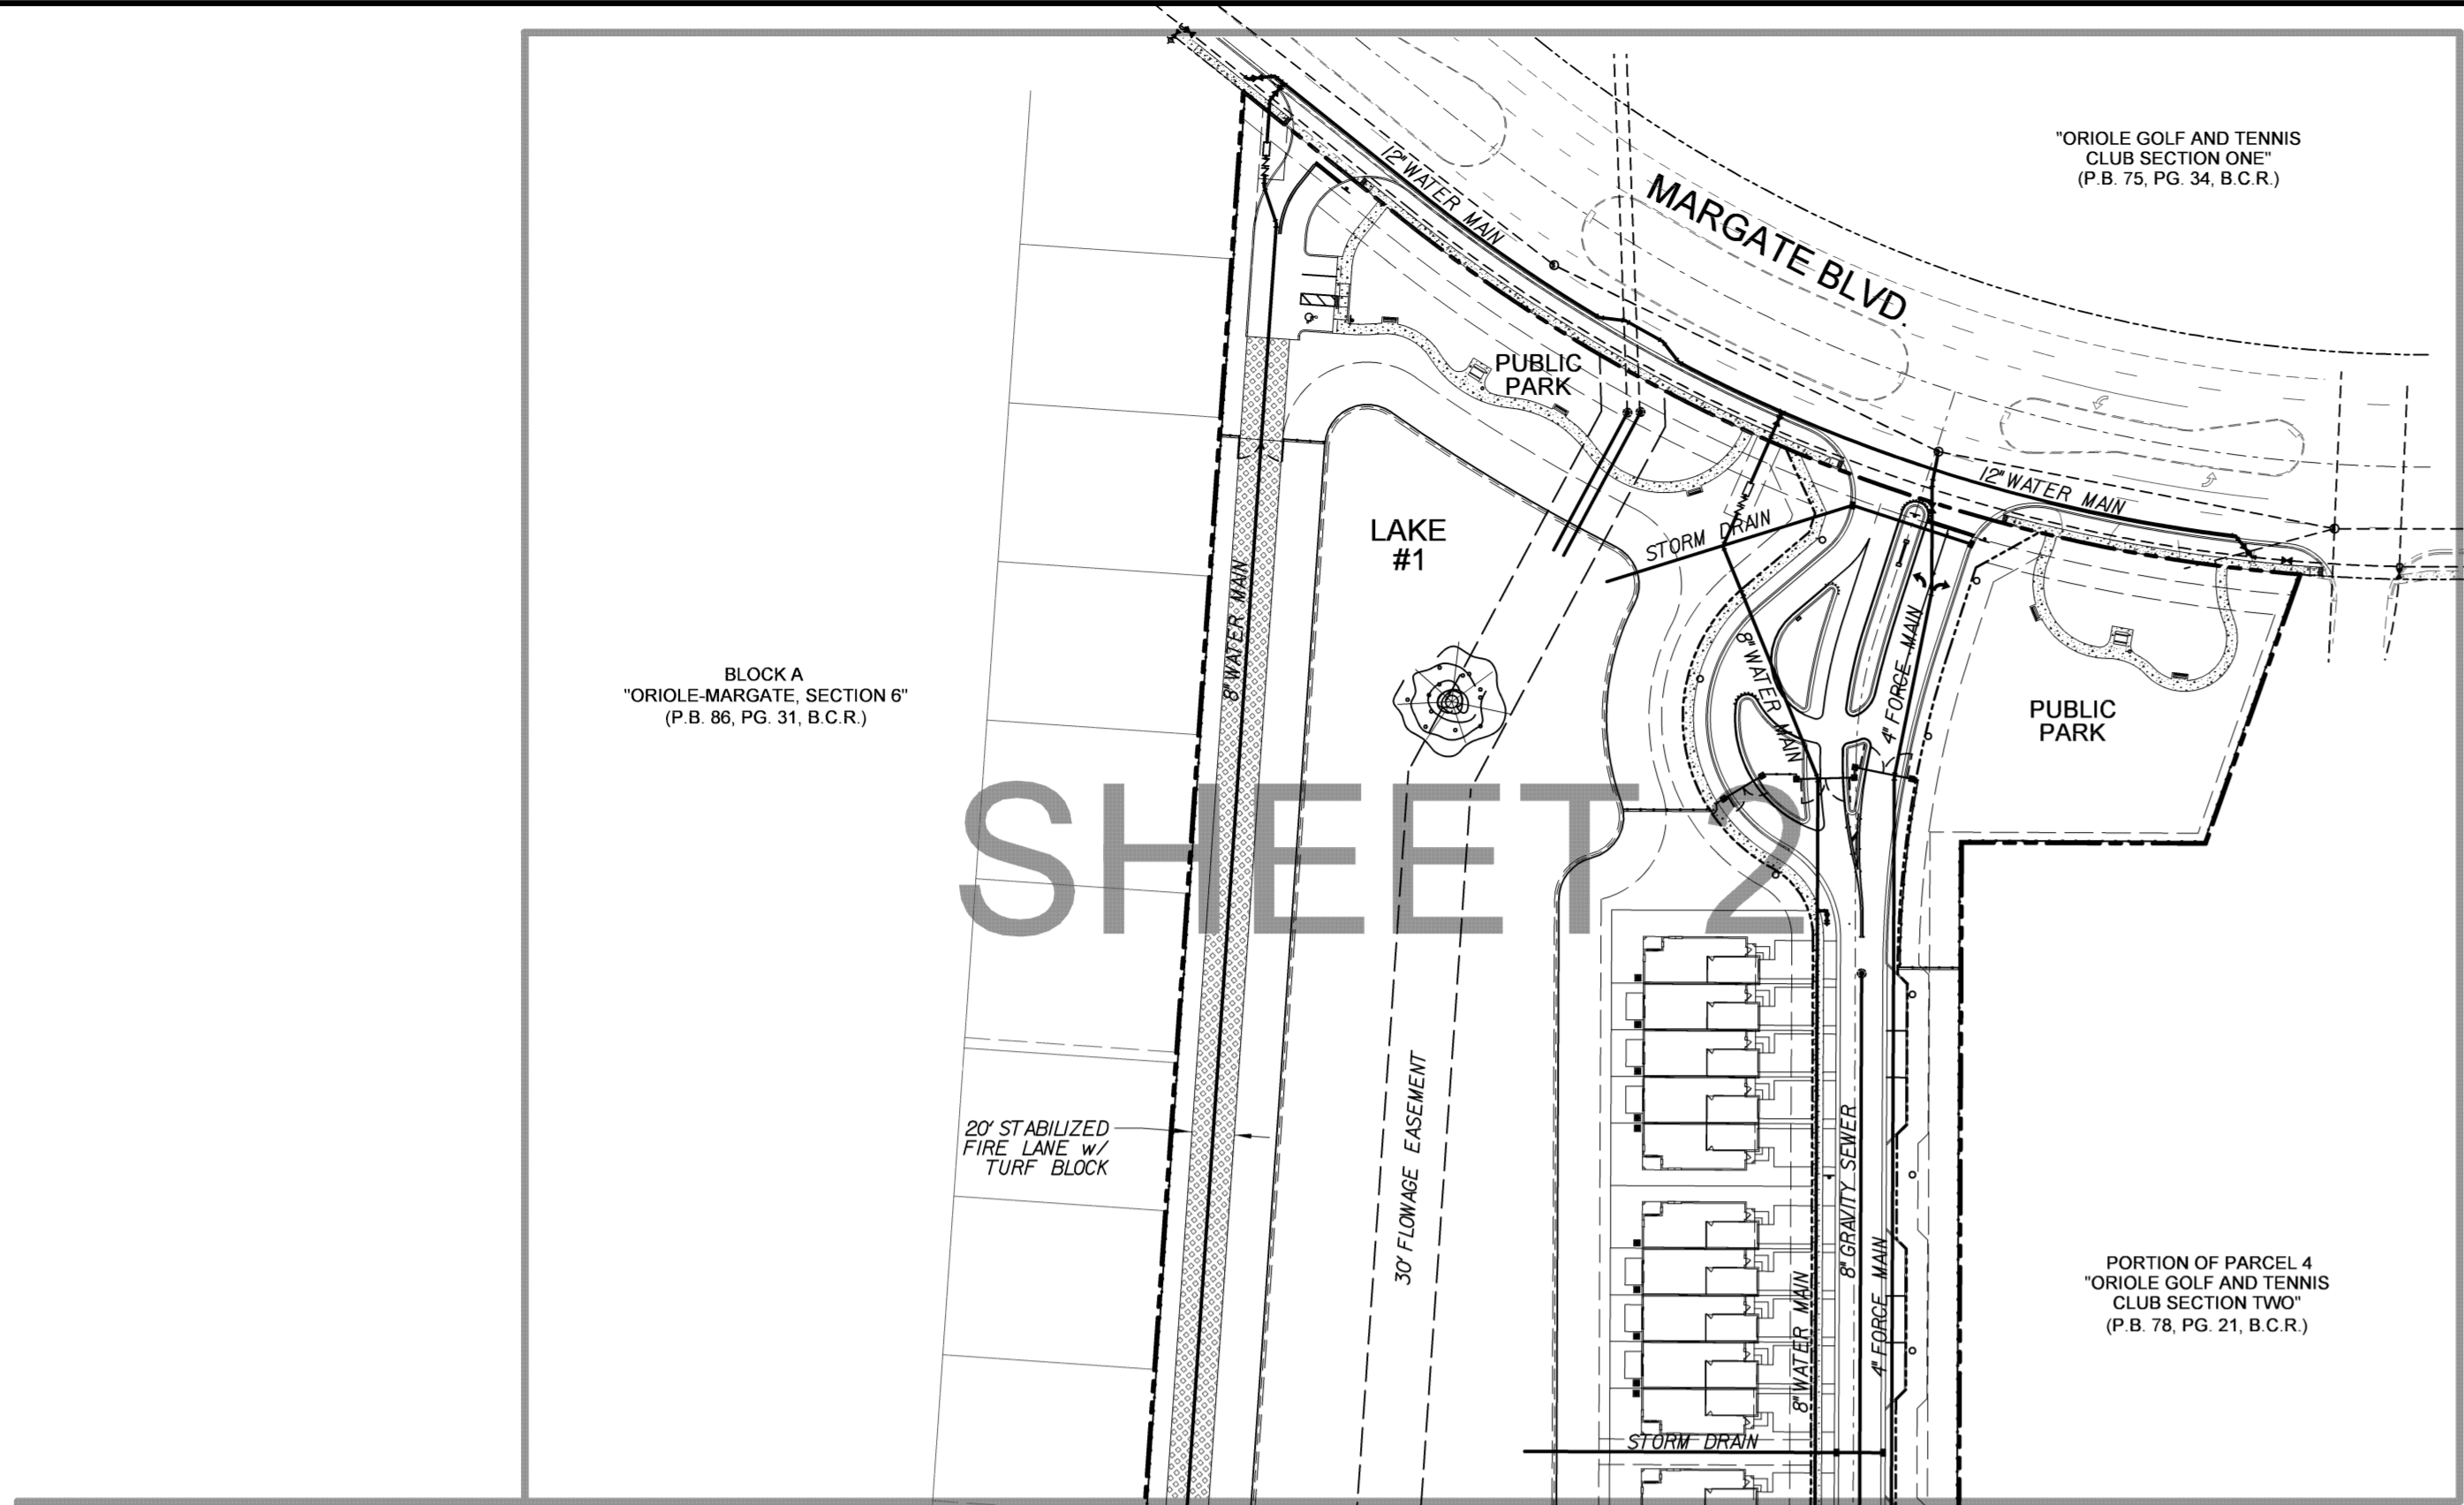 "ORIOLE GOLF AND TENNIS
CLUB SECTION ONE"
(P.B. 75, PG. 34, B.C.R.)
12" WATER MAIN
MARGATE BLVD.
PUBLIC
PARK
12" WATER MAIN
LAKE
#1
STORM DRAIN
8" WATER MAIN
8" WATER MAIN
4" FORCE MAIN
BLOCK A
"ORIOLE-MARGATE, SECTION 6"
(P.B. 86, PG. 31, B.C.R.)
PUBLIC
PARK
SHEET 2
20' STABILIZED
FIRE LANE w/
TURF BLOCK
30' FLOWAGE EASEMENT
8" GRAVITY SEWER
8" WATER MAIN
4" FORCE MAIN
PORTION OF PARCEL 4
"ORIOLE GOLF AND TENNIS
CLUB SECTION TWO"
(P.B. 78, PG. 21, B.C.R.)
STORM DRAIN